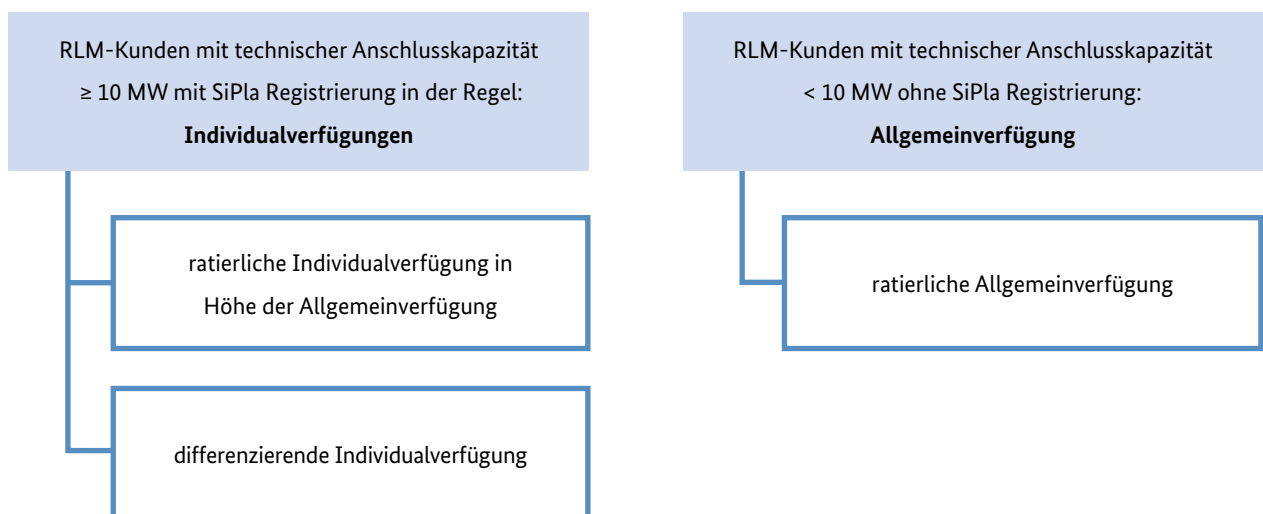 RLM-Kunden mit technischer Anschlusskapazität
≥ 10 MW mit SiPla Registrierung in der Regel:
Individualverfügungen
ratierliche Individualverfügung in
Höhe der Allgemeinverfügung
differenzierende Individualverfügung
RLM-Kunden mit technischer Anschlusskapazität
< 10 MW ohne SiPla Registrierung:
Allgemeinverfügung
ratierliche Allgemeinverfügung